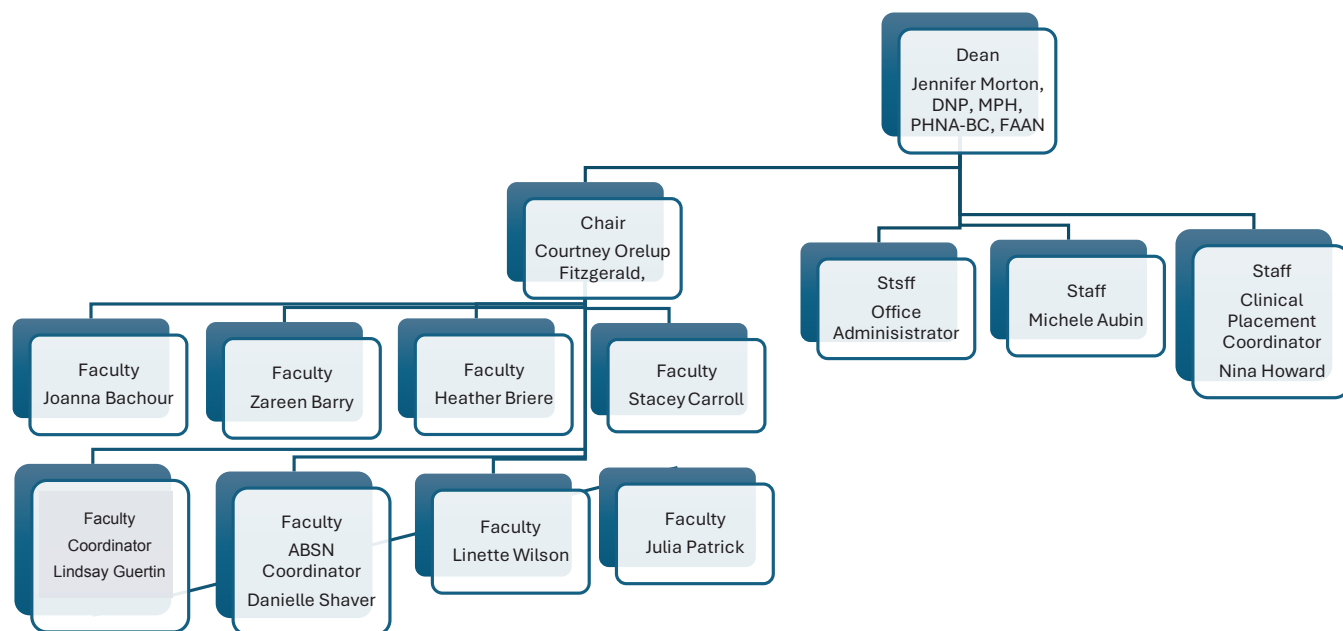 Dean
Jennifer Morton,
DNP, MPH,
PHNA-BC, FAAN
Chair
Courtney Orelup
Fitzgerald,
Stsff
Office
Adminisistrator
Staff
Michele Aubin
Staff
Clinical
Placement
Coordinator
Nina Howard
Faculty
Joanna Bachour
Faculty
Zareen Barry
Faculty
Heather Briere
Faculty
Stacey Carroll
Faculty
Coordinator
Lindsay Guertin
Faculty
ABSN
Coordinator
Danielle Shaver
Faculty
Linette Wilson
Faculty
Julia Patrick